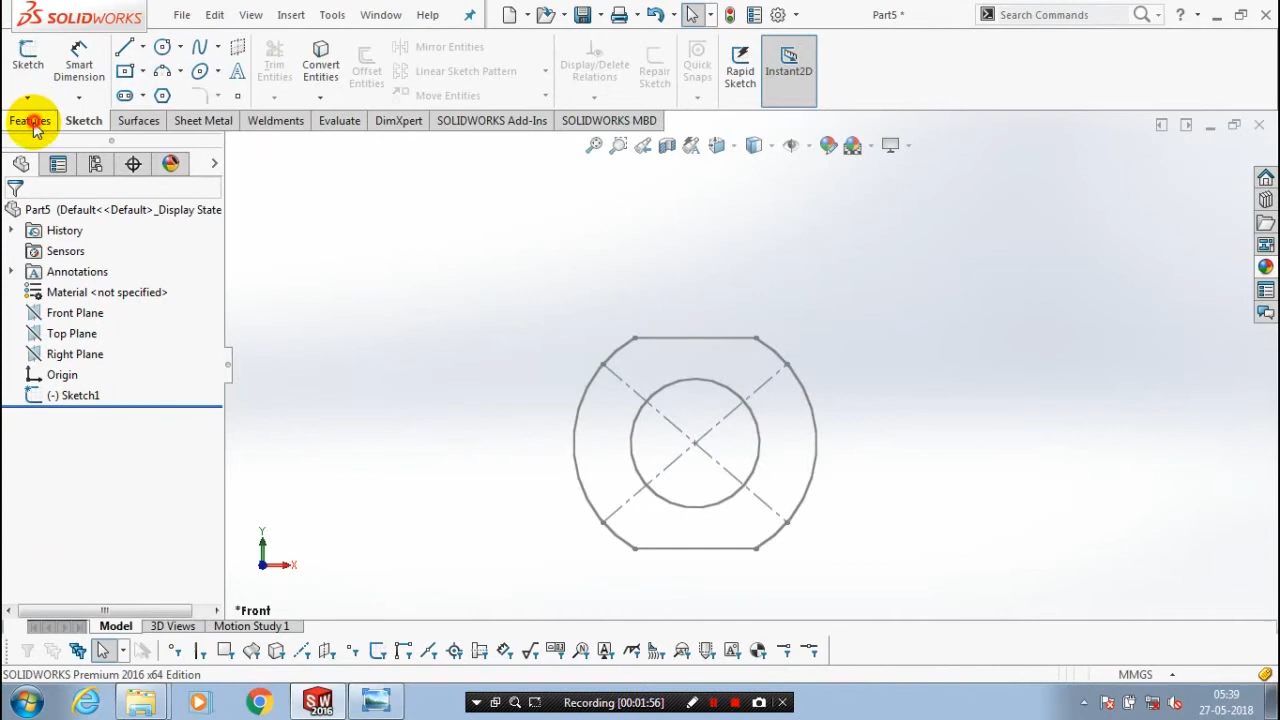 SOLIDWORKS File Edit View Insert Tools Window Help Part5 * Search Commands ?
Sketch Smart Dimension Trim Entities Convert Entities Offset Entities Mirror Entities Linear Sketch Pattern Move Entities Display/Delete Relations Repair Sketch Quick Snaps Rapid Sketch Instant2D
Features Sketch Surfaces Sheet Metal Weldments Evaluate DimXpert SOLIDWORKS Add-Ins SOLIDWORKS MBD
Part5 (Default<<Default>_Display State
History
Sensors
Annotations
Material <not specified>
Front Plane
Top Plane
Right Plane
Origin
(-) Sketch1
Y
X
*Front
Model 3D Views Motion Study 1
SOLIDWORKS Premium 2016 x64 Edition MMGS
SW 2016 Recording [00:01:56] 05:39
27-05-2018